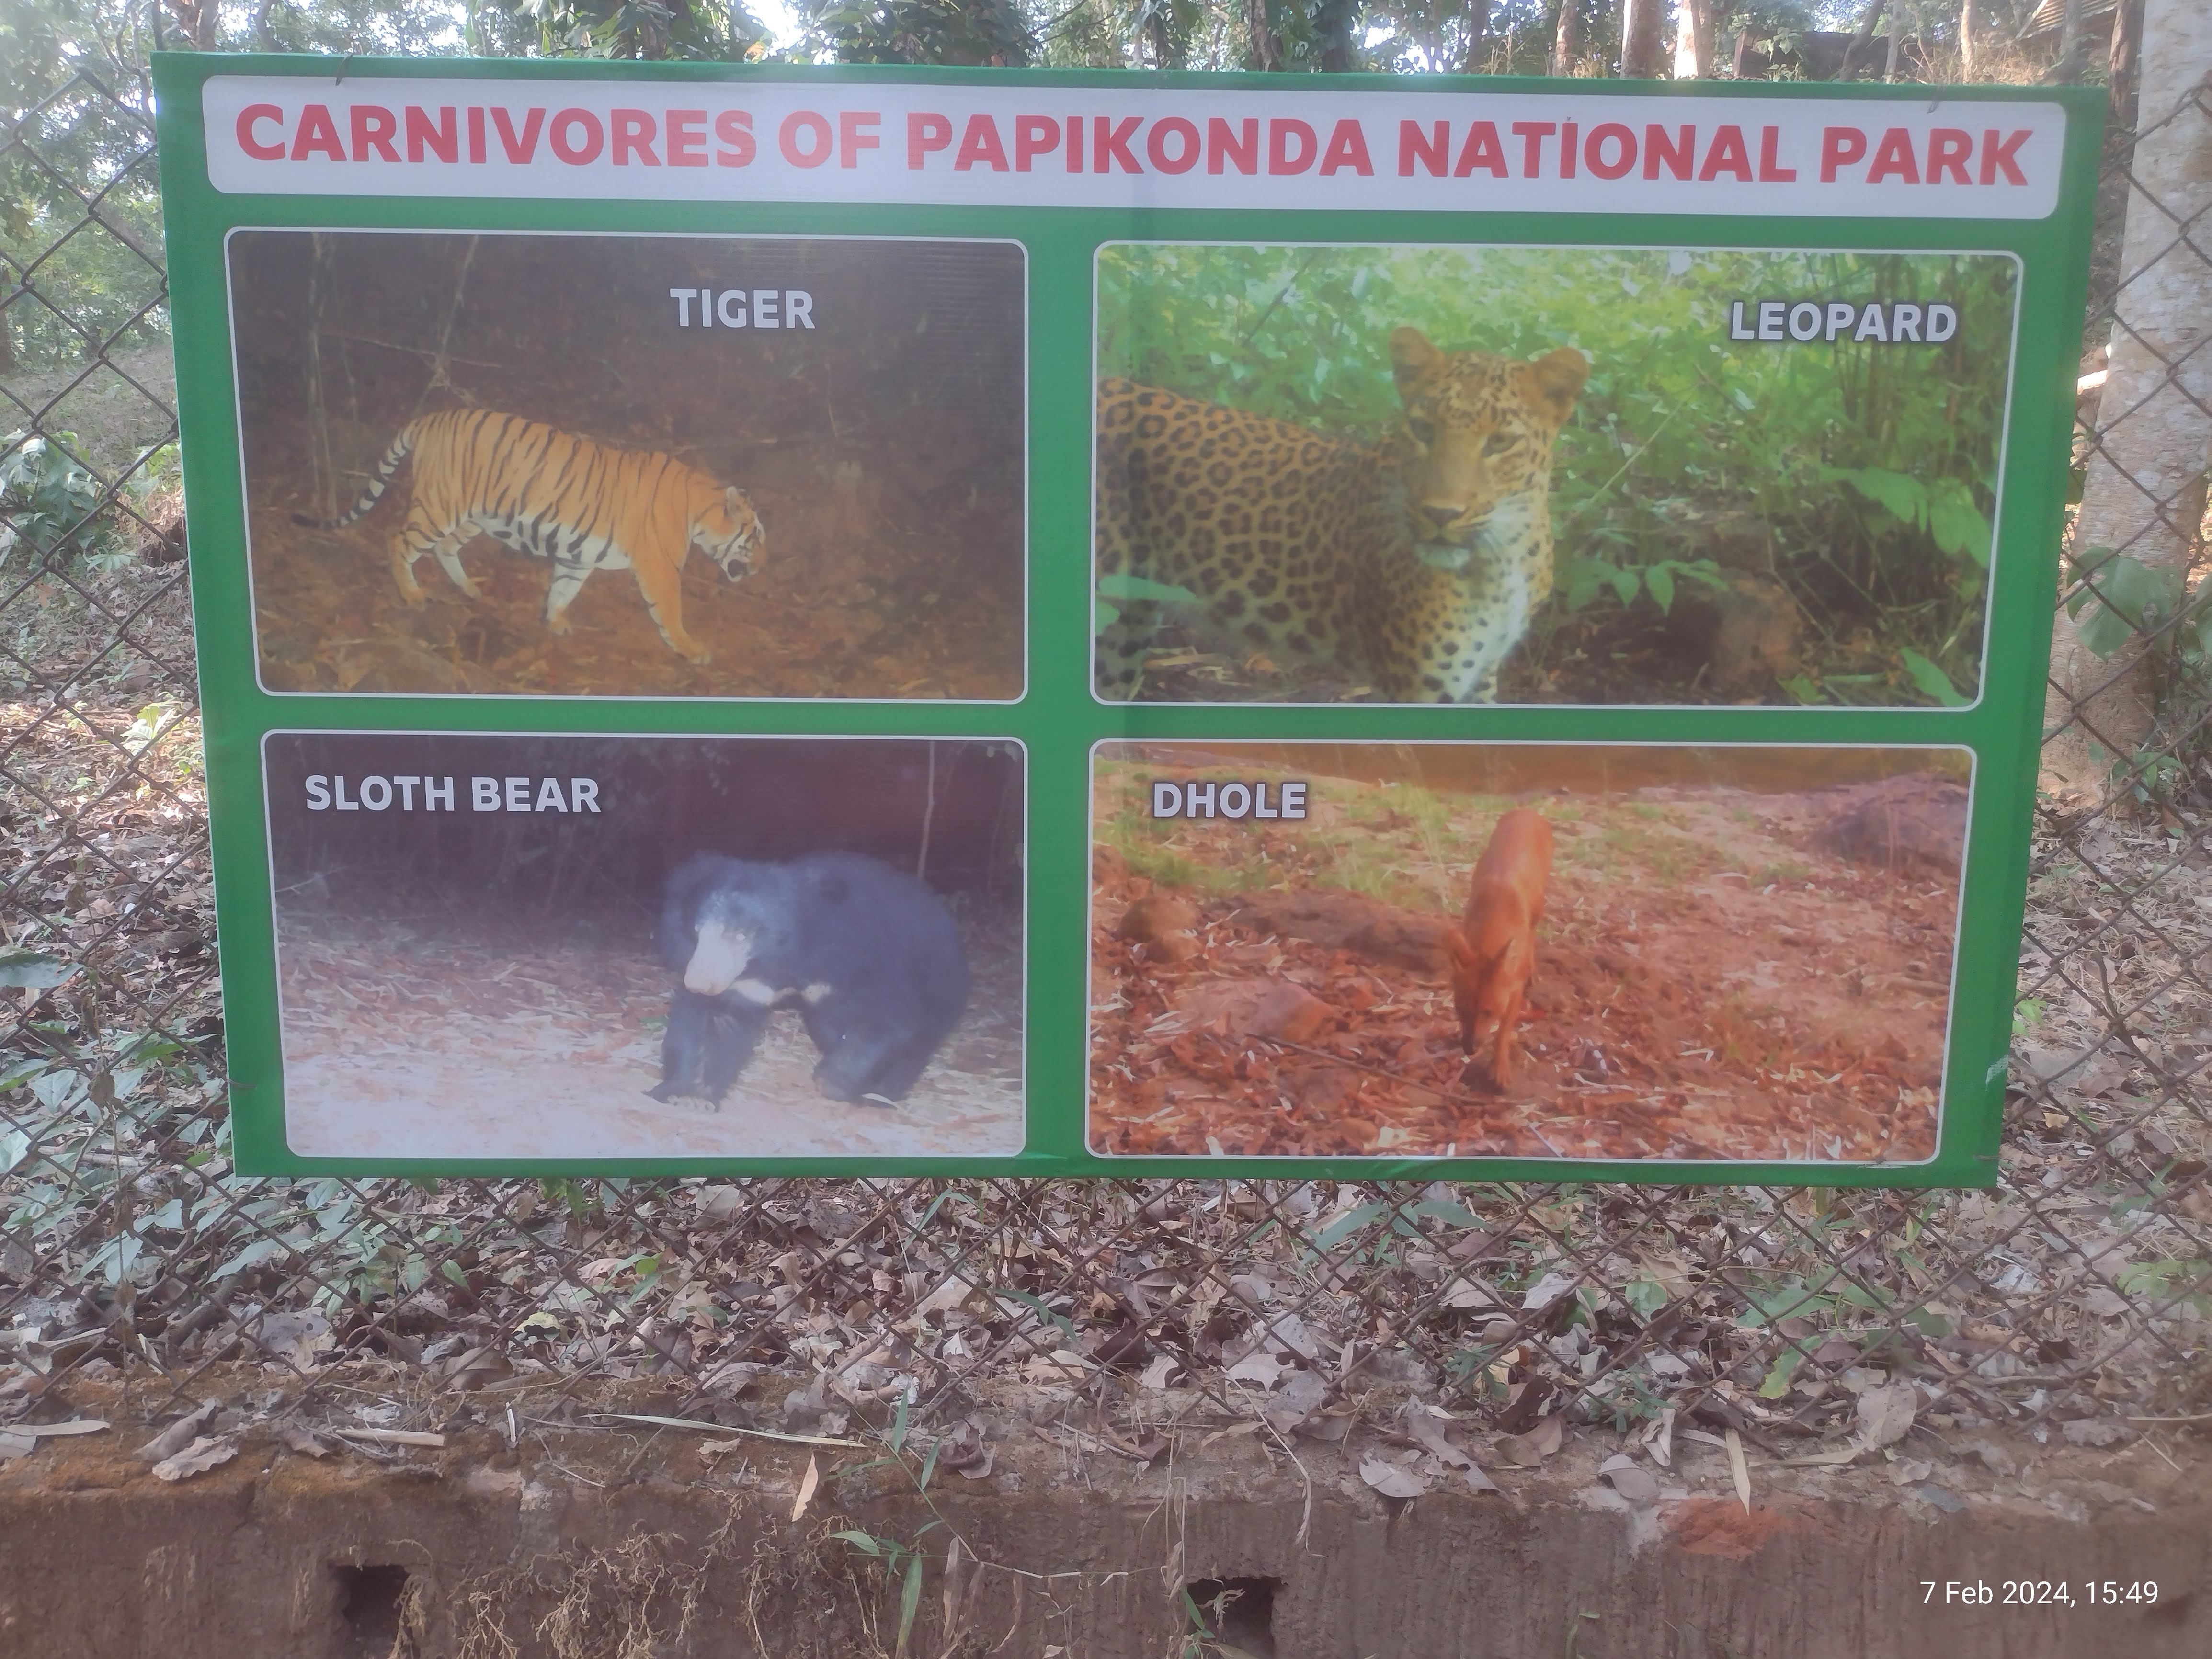 CARNIVORES OF PAPIKONDA NATIONAL PARK
TIGER
LEOPARD
SLOTH BEAR
DHOLE
7 Feb 2024, 15:49